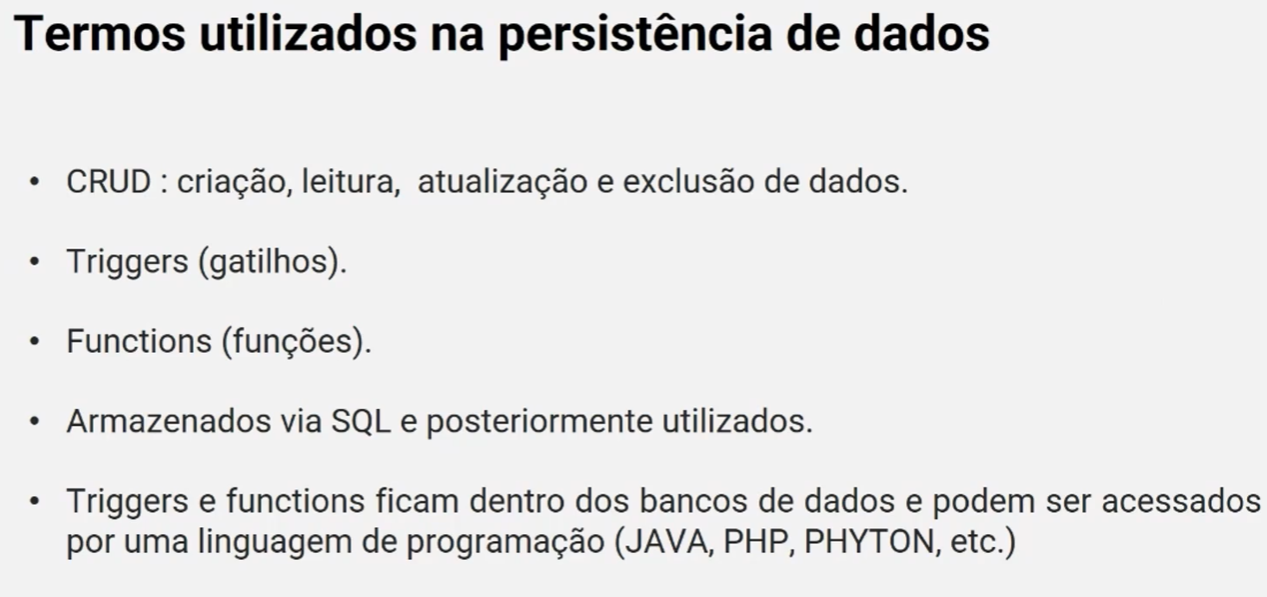 Termos utilizados na persistência de dados
• CRUD : criação, leitura,  atualização e exclusão de dados.
• Triggers (gatilhos).
• Functions (funções).
• Armazenados via SQL e posteriormente utilizados.
• Triggers e functions ficam dentro dos bancos de dados e podem ser acessados
por uma linguagem de programação (JAVA, PHP, PHYTON, etc.)